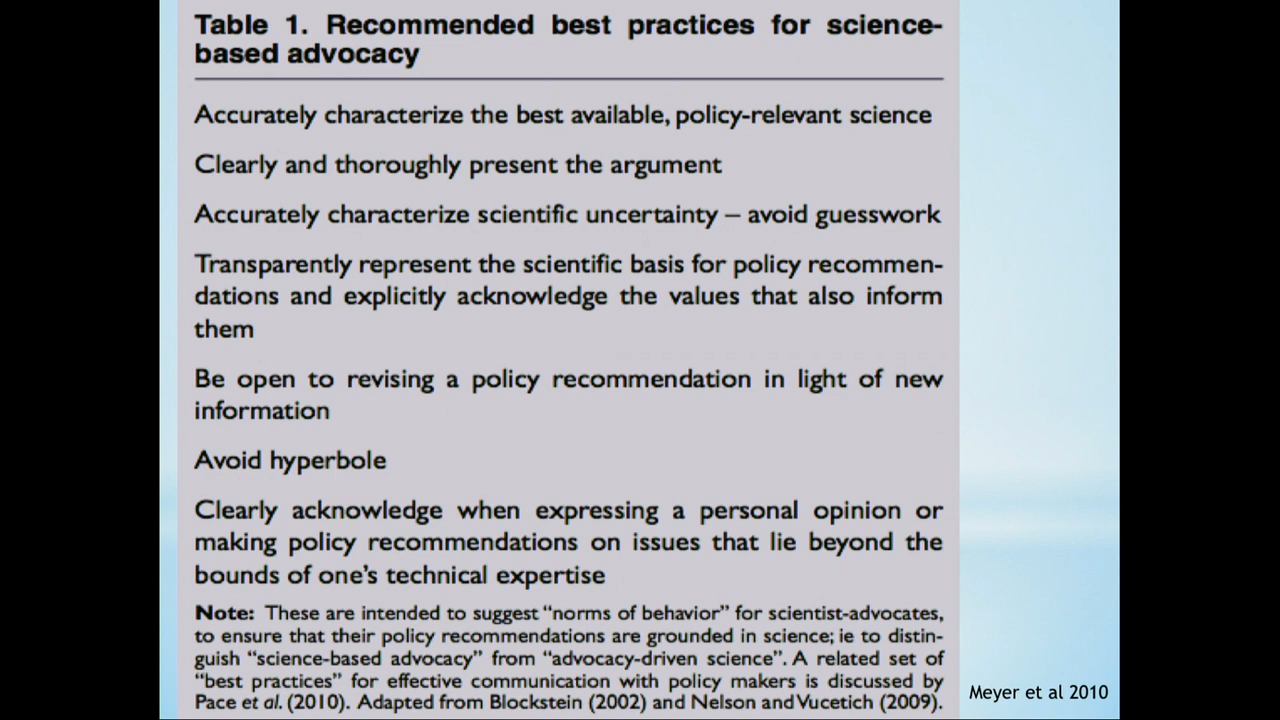 Table 1. Recommended best practices for science-
based advocacy
Accurately characterize the best available, policy-relevant science
Clearly and thoroughly present the argument
Accurately characterize scientific uncertainty – avoid guesswork
Transparently represent the scientific basis for policy recommen-
dations and explicitly acknowledge the values that also inform
them
Be open to revising a policy recommendation in light of new
information
Avoid hyperbole
Clearly acknowledge when expressing a personal opinion or
making policy recommendations on issues that lie beyond the
bounds of one’s technical expertise
Note: These are intended to suggest “norms of behavior” for scientist-advocates,
to ensure that their policy recommendations are grounded in science; ie to distin-
guish “science-based advocacy” from “advocacy-driven science”. A related set of
“best practices” for effective communication with policy makers is discussed by
Pace et al. (2010). Adapted from Blockstein (2002) and Nelson and Vucetich (2009).
Meyer et al 2010